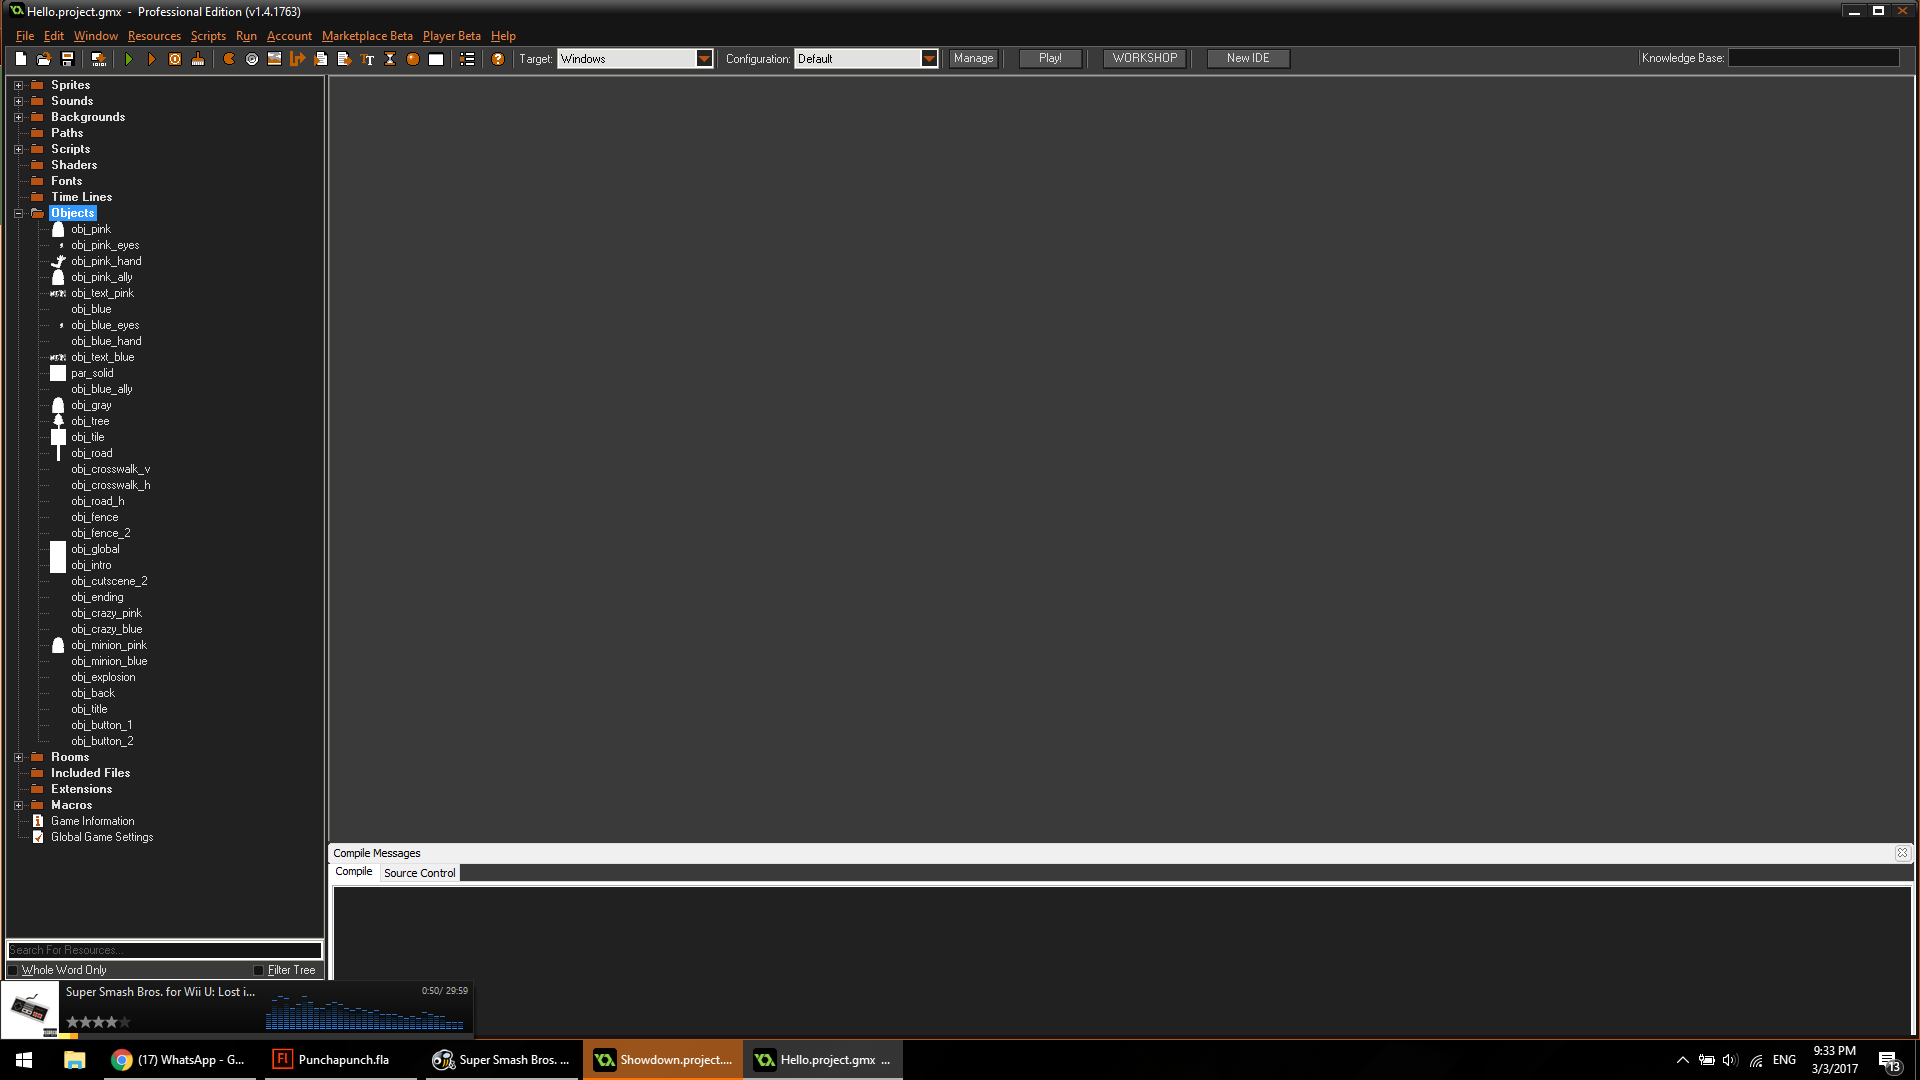 Hello.project.gmx - Professional Edition (v1.4.1763)
File Edit Window Resources Scripts Run Account Marketplace Beta Player Beta Help
Target: Windows Configuration: Default Manage Play! WORKSHOP New IDE Knowledge Base:
Sprites
Sounds
Backgrounds
Paths
Scripts
Shaders
Fonts
Time Lines
Objects
obj_pink
obj_pink_eyes
obj_pink_hand
obj_pink_ally
obj_text_pink
obj_blue
obj_blue_eyes
obj_blue_hand
obj_text_blue
par_solid
obj_blue_ally
obj_gray
obj_tree
obj_tile
obj_road
obj_crosswalk_v
obj_crosswalk_h
obj_road_h
obj_fence
obj_fence_2
obj_global
obj_intro
obj_cutscene_2
obj_ending
obj_crazy_pink
obj_crazy_blue
obj_minion_pink
obj_minion_blue
obj_explosion
obj_back
obj_title
obj_button_1
obj_button_2
Rooms
Included Files
Extensions
Macros
Game Information
Global Game Settings
Compile Messages
Compile Source Control
Search For Resources...
Whole Word Only Filter Tree
Super Smash Bros. for Wii U: Lost i... 0:50/ 29:59
(17) WhatsApp - G... Punchapunch.fla Super Smash Bros. ... Showdown.project.... Hello.project.gmx ... ENG 9:33 PM
3/3/2017 13